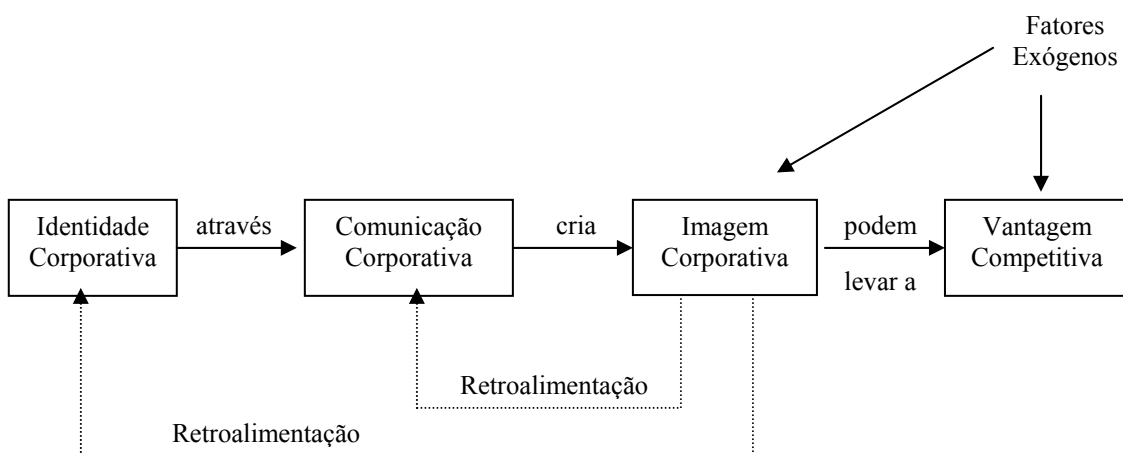 Fatores
Exógenos
Identidade
Corporativa
através
Comunicação
Corporativa
cria
Imagem
Corporativa
podem
levar a
Vantagem
Competitiva
Retroalimentação
Retroalimentação